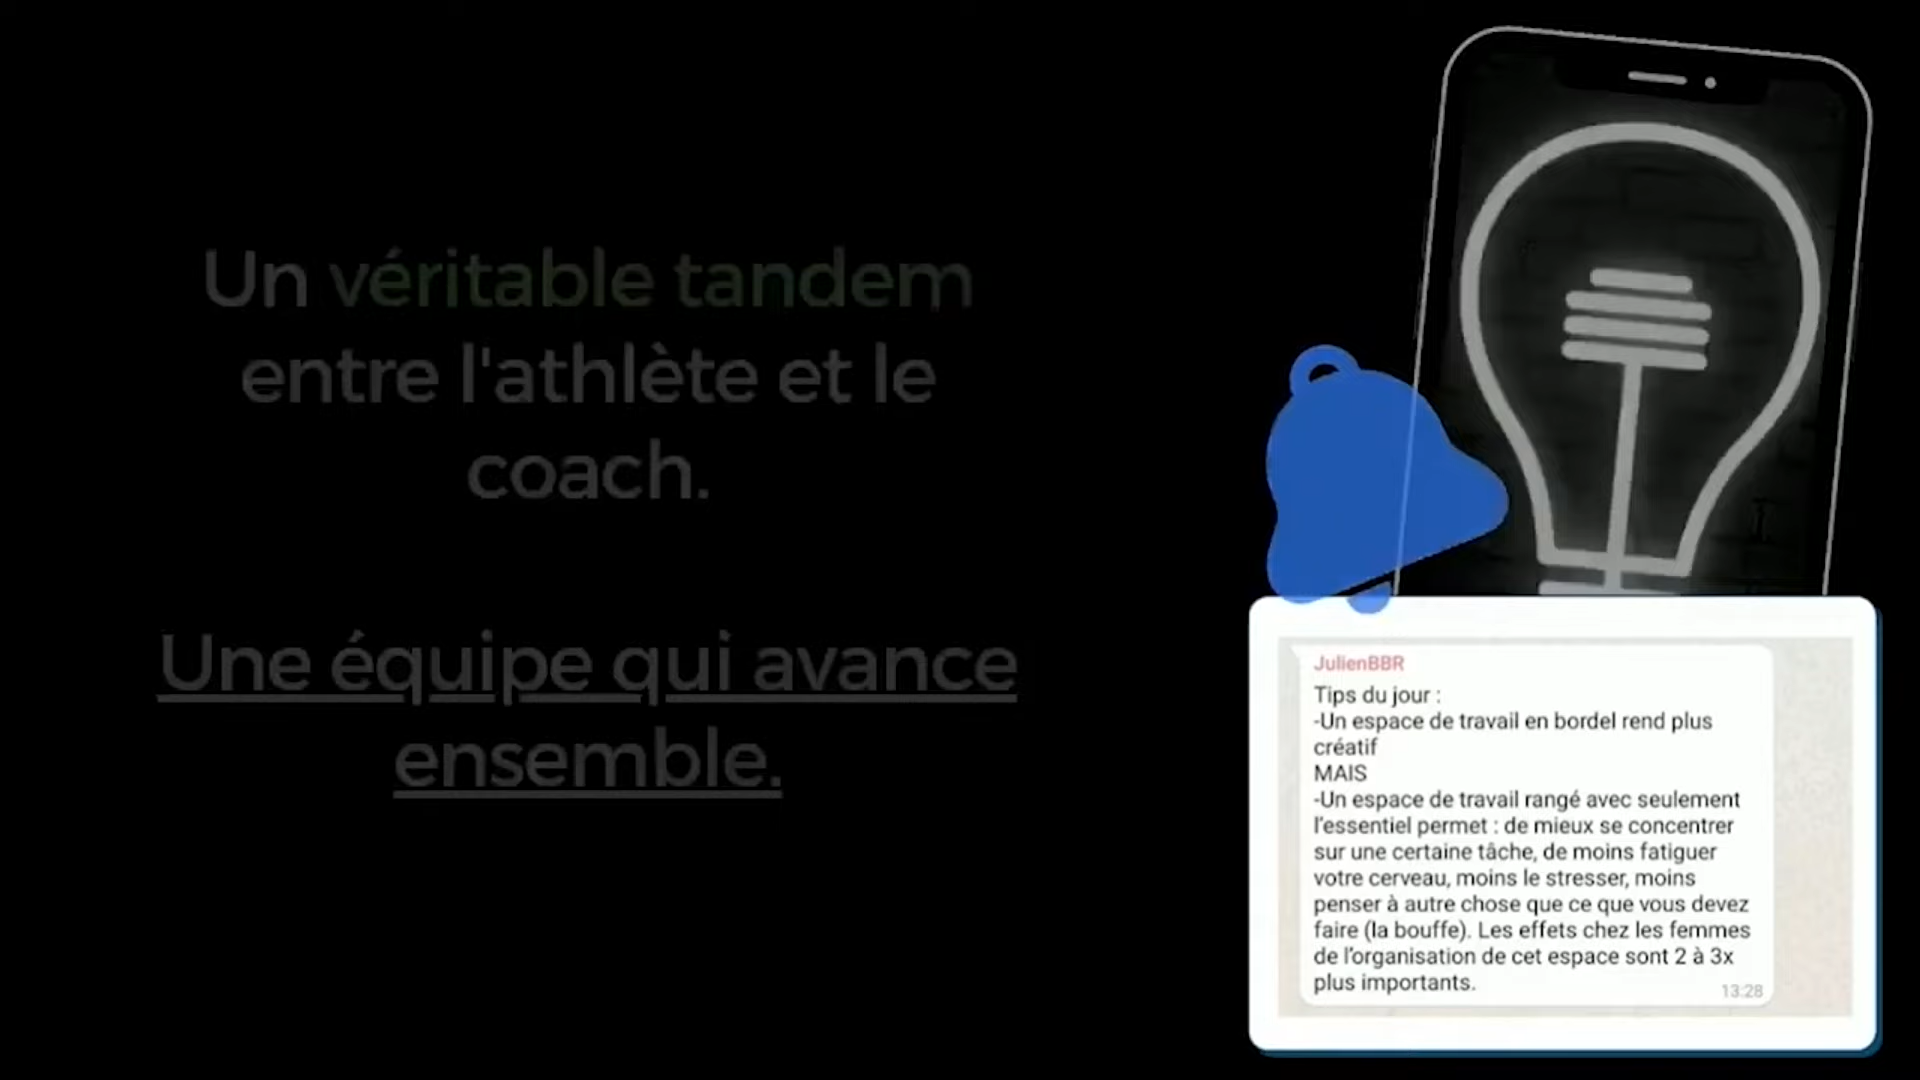 Un véritable tandem
entre l'athlète et le
coach.
Une équipe qui avance
ensemble.
JulienBBR
Tips du jour :
-Un espace de travail en bordel rend plus
créatif
MAIS
-Un espace de travail rangé avec seulement
l'essentiel permet : de mieux se concentrer
sur une certaine tâche, de moins fatiguer
votre cerveau, moins le stresser, moins
penser à autre chose que ce que vous devez
faire (la bouffe). Les effets chez les femmes
de l'organisation de cet espace sont 2 à 3x
plus importants.
13:28